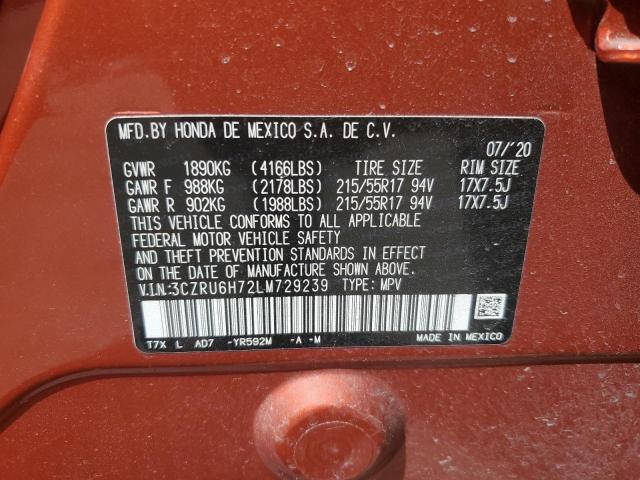 MFD.BY HONDA DE MEXICO S.A. DE C.V.
07/'20
GVWR 1890KG (4166LBS) TIRE SIZE RIM SIZE
GAWR F 988KG (2178LBS) 215/55R17 94V 17X7.5J
GAWR R 902KG (1988LBS) 215/55R17 94V 17X7.5J
THIS VEHICLE CONFORMS TO ALL APPLICABLE
FEDERAL MOTOR VEHICLE SAFETY
AND THEFT PREVENTION STANDARDS IN EFFECT
ON THE DATE OF MANUFACTURE SHOWN ABOVE.
V.I.N:3CZRU6H72LM729239 TYPE: MPV
T7X L AD7 -YR592M -A -M MADE IN MEXICO